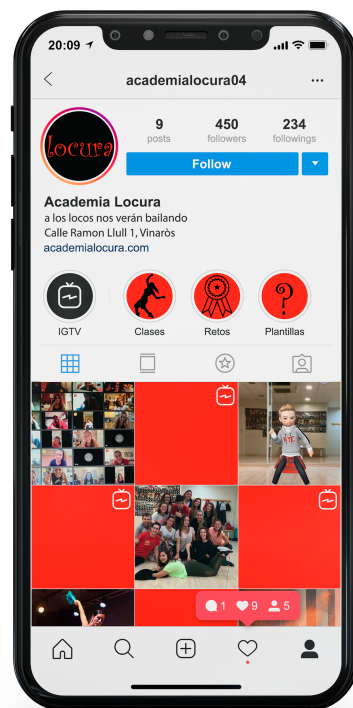 20:09
academialocura04
locura
9
posts
450
followers
234
followings
Follow
Academia Locura
a los locos nos verán bailando
Calle Ramon Llull 1, Vinaròs
academialocura.com
IGTV
Clases
Retos
?
Plantillas
1 9 5